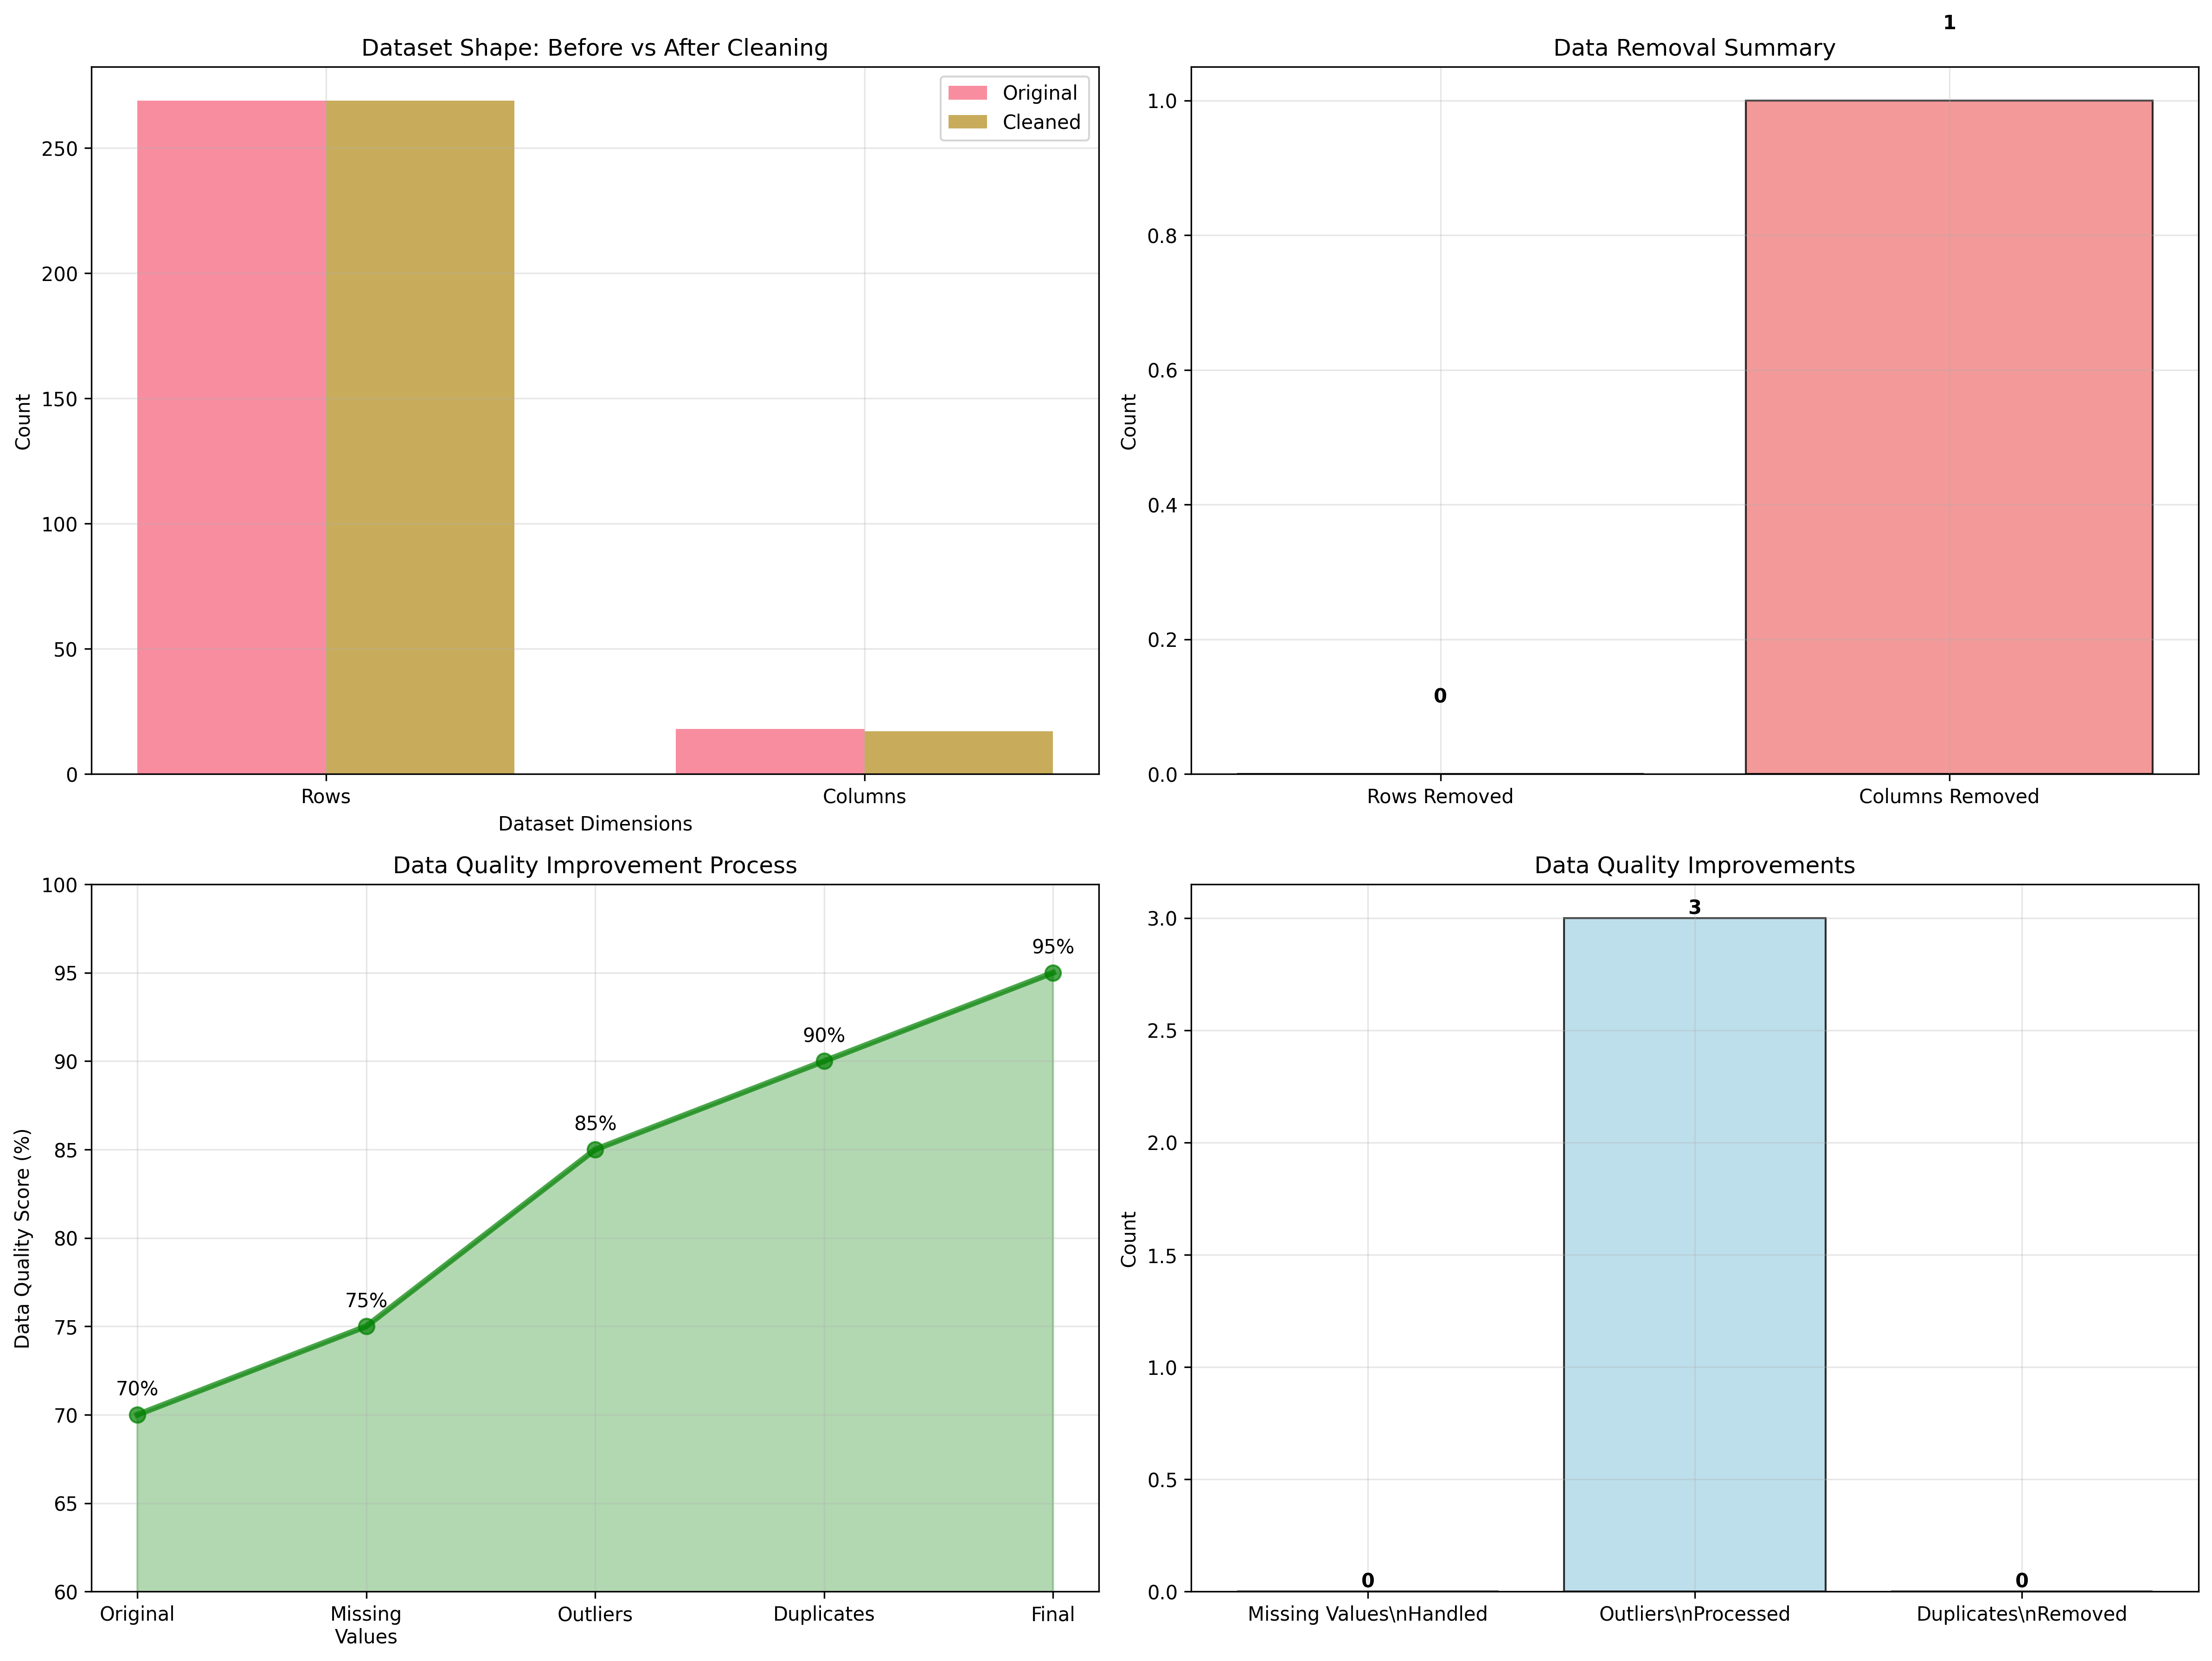 Dataset Shape: Before vs After Cleaning
Original
Cleaned
Count
250
200
150
100
50
0
Rows
Columns
Dataset Dimensions
1
Data Removal Summary
Count
1.0
0.8
0.6
0.4
0.2
0.0
0
Rows Removed
Columns Removed
Data Quality Improvement Process
Data Quality Score (%)
100
95
90
85
80
75
70
65
60
70%
75%
85%
90%
95%
Original
Missing
Values
Outliers
Duplicates
Final
Data Quality Improvements
Count
3.0
2.5
2.0
1.5
1.0
0.5
0.0
0
3
0
Missing Values\nHandled
Outliers\nProcessed
Duplicates\nRemoved